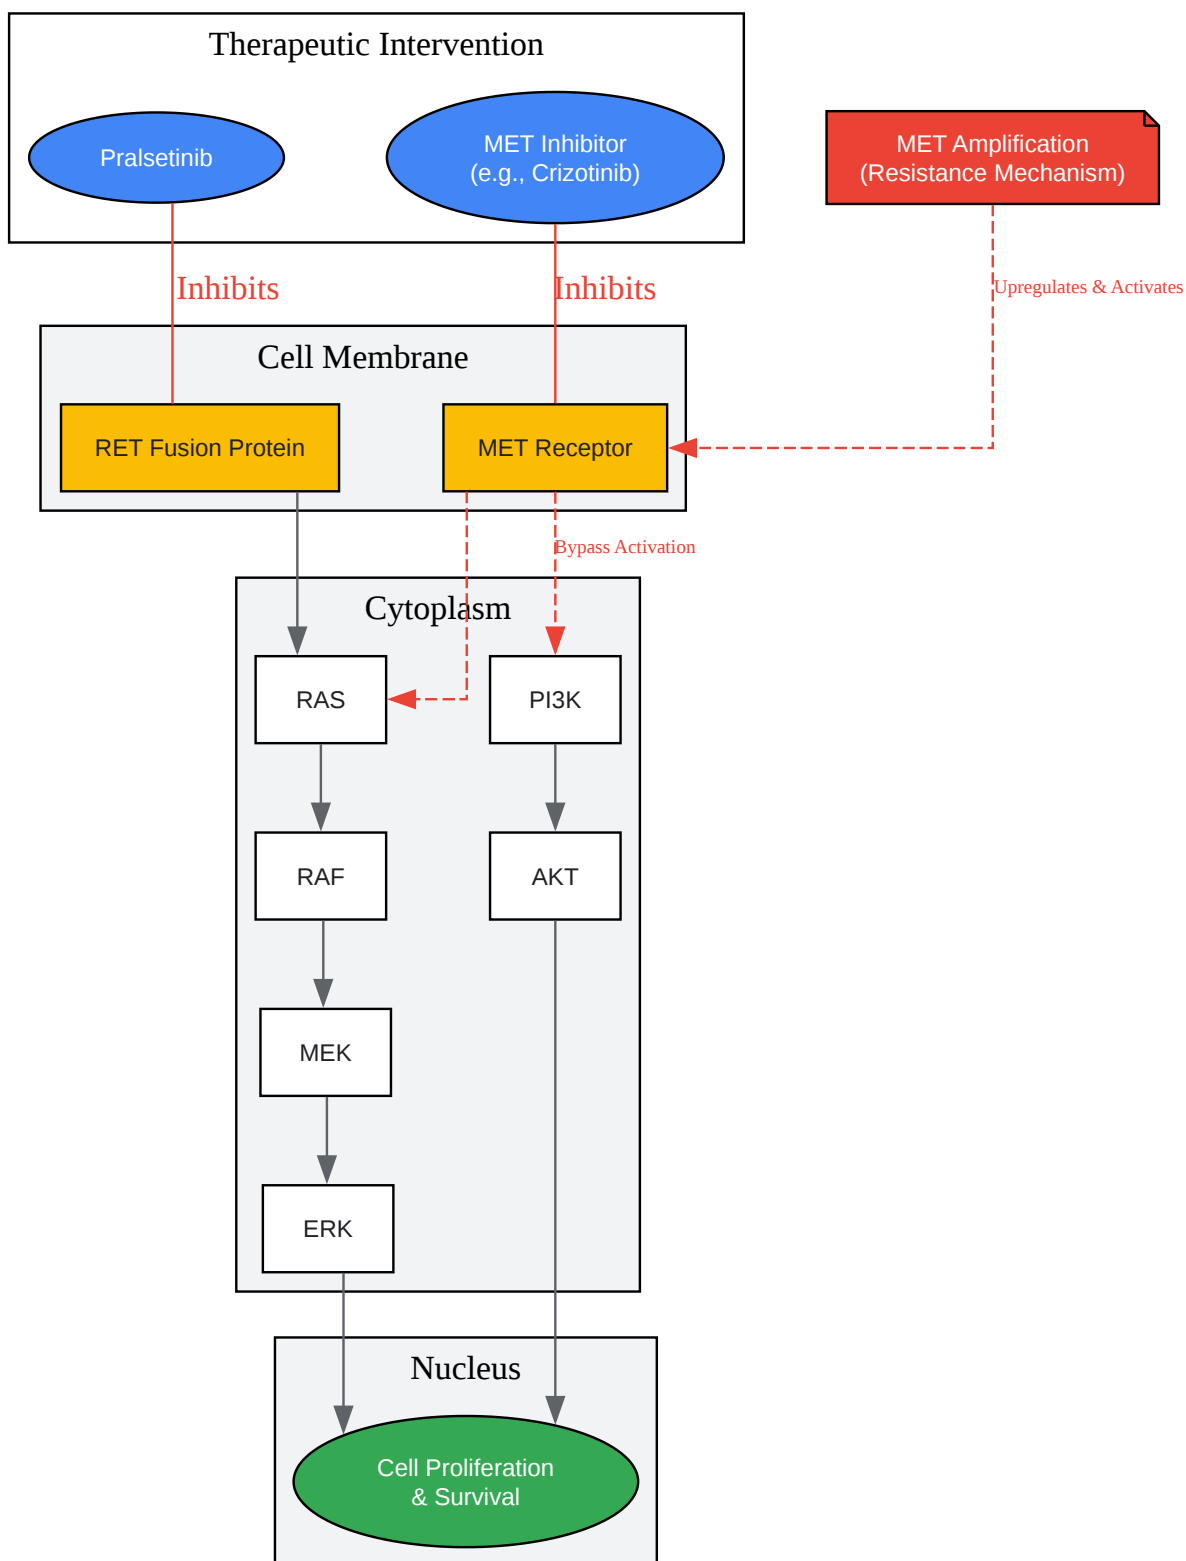 Therapeutic Intervention
Pralsetinib
MET Inhibitor
(e.g., Crizotinib)
MET Amplification
(Resistance Mechanism)
Inhibits
Inhibits
Upregulates & Activates
Cell Membrane
RET Fusion Protein
MET Receptor
Bypass Activation
Cytoplasm
RAS
PI3K
RAF
AKT
MEK
ERK
Nucleus
Cell Proliferation
& Survival